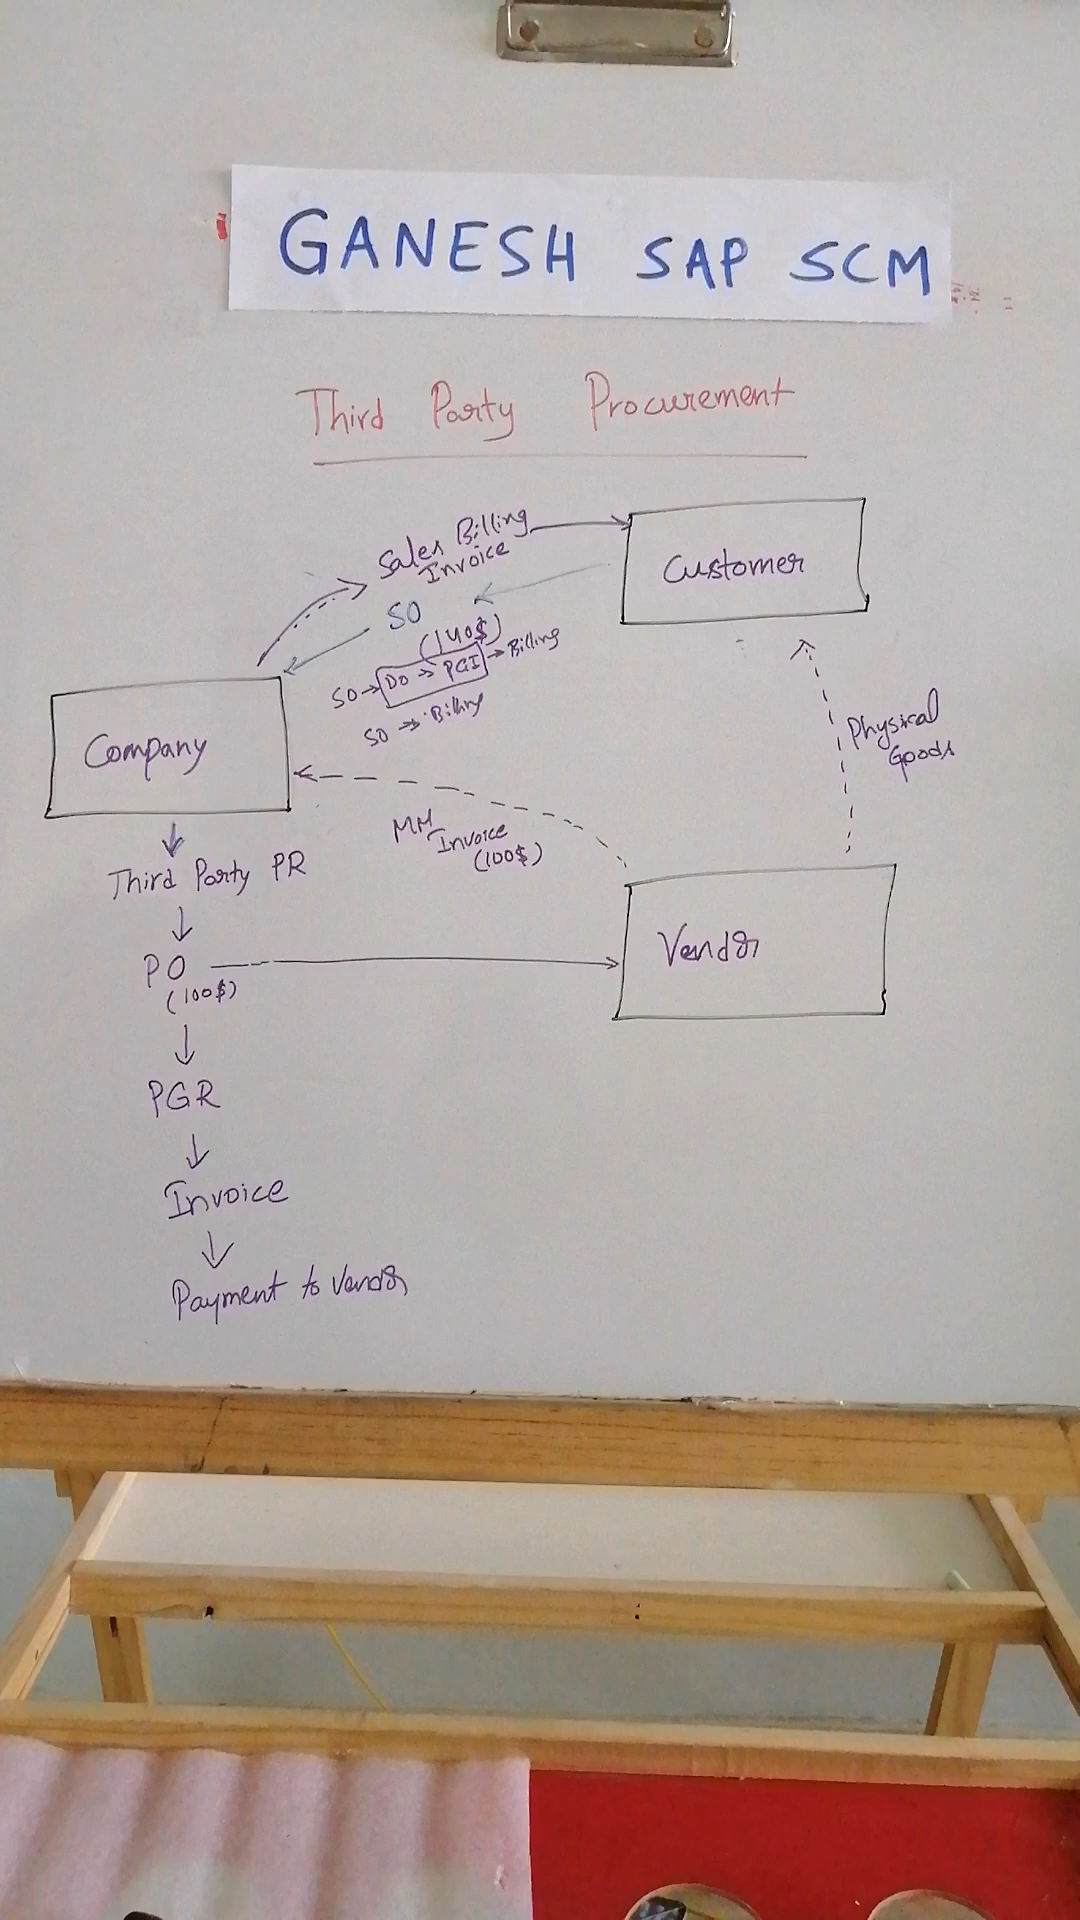 GANESH SAP SCM
Third Party Procurement
Sales Billing
Invoice
Customer
SO
(140$)
SO → DO → PGI → Billing
SO → Billing
Company
Physical
Goods
MM
Invoice
(100$)
Third Party PR
PO
(100$)
Vendor
PGR
Invoice
Payment to Vendor